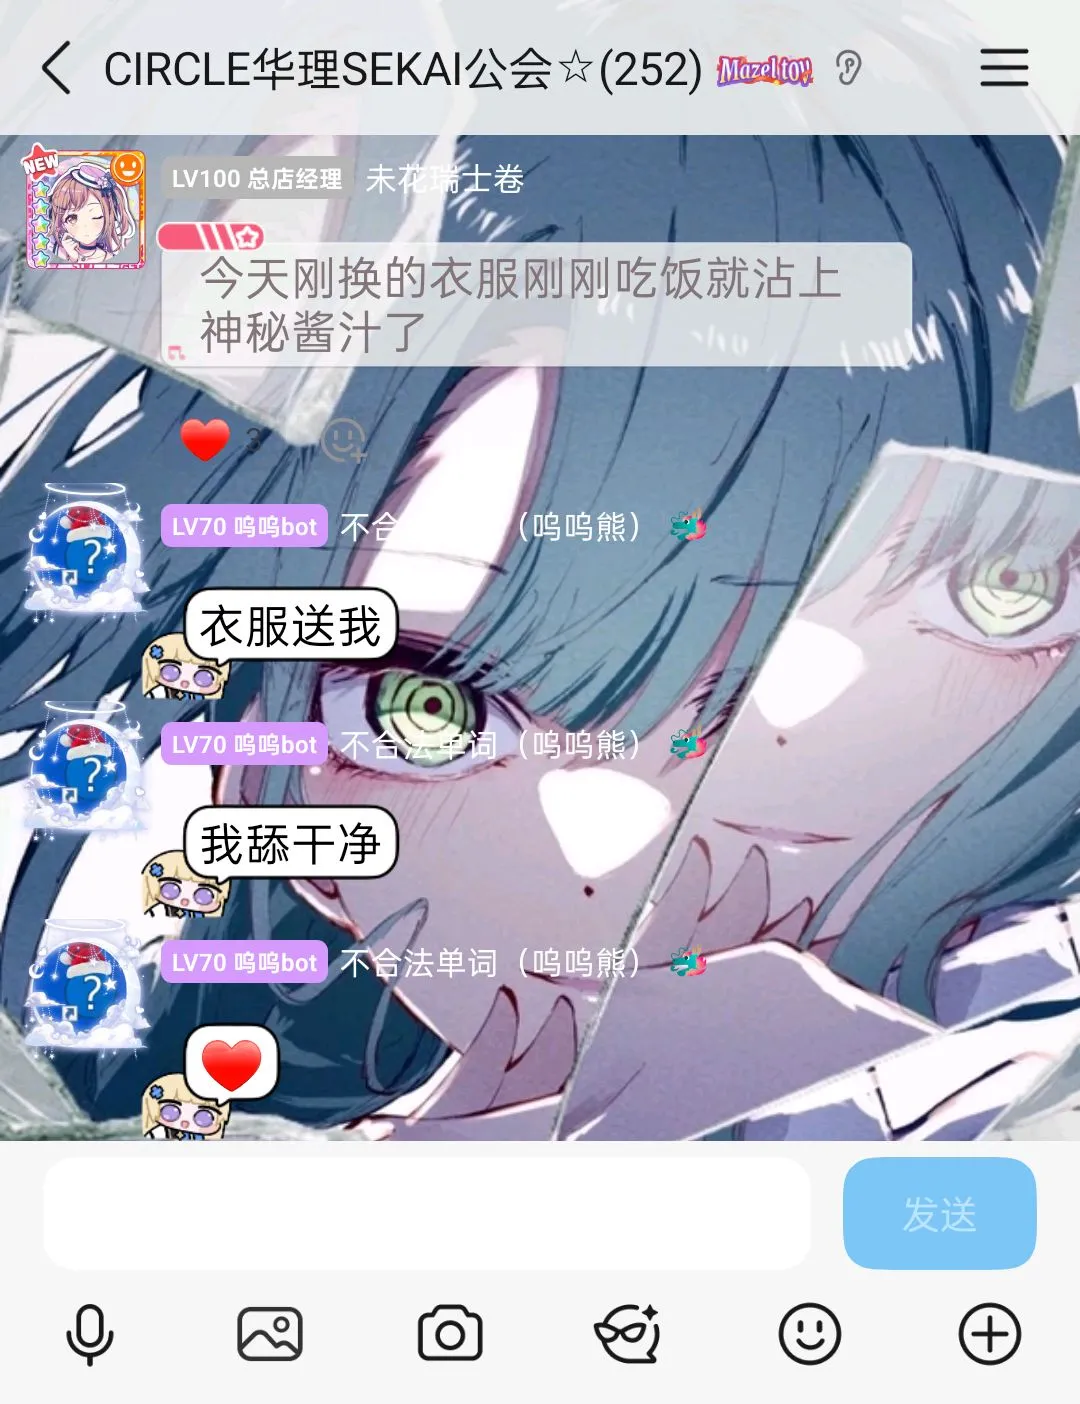 CIRCLE华理SEKAI公会☆(252) Mazel toy
NEW
LV100 总店经理 未花瑞士卷
今天刚换的衣服刚刚吃饭就沾上
神秘酱汁了
3
LV70 呜呜bot 不合 (呜呜熊)
?
衣服送我
LV70 呜呜bot 不合法单词 (呜呜熊)
?
我舔干净
LV70 呜呜bot 不合法单词 (呜呜熊)
?
发送